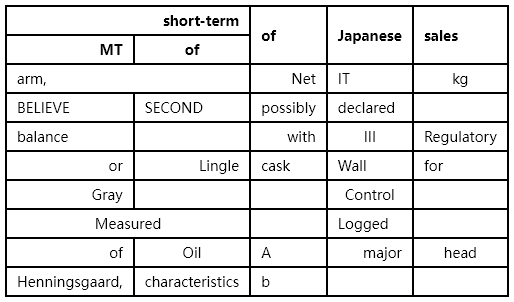 short-term of Japanese sales
MT of
arm, Net IT kg
BELIEVE SECOND possibly declared
balance with III Regulatory
or Lingle cask Wall for
Gray Control
Measured Logged
of Oil A major head
Henningsgaard, characteristics b